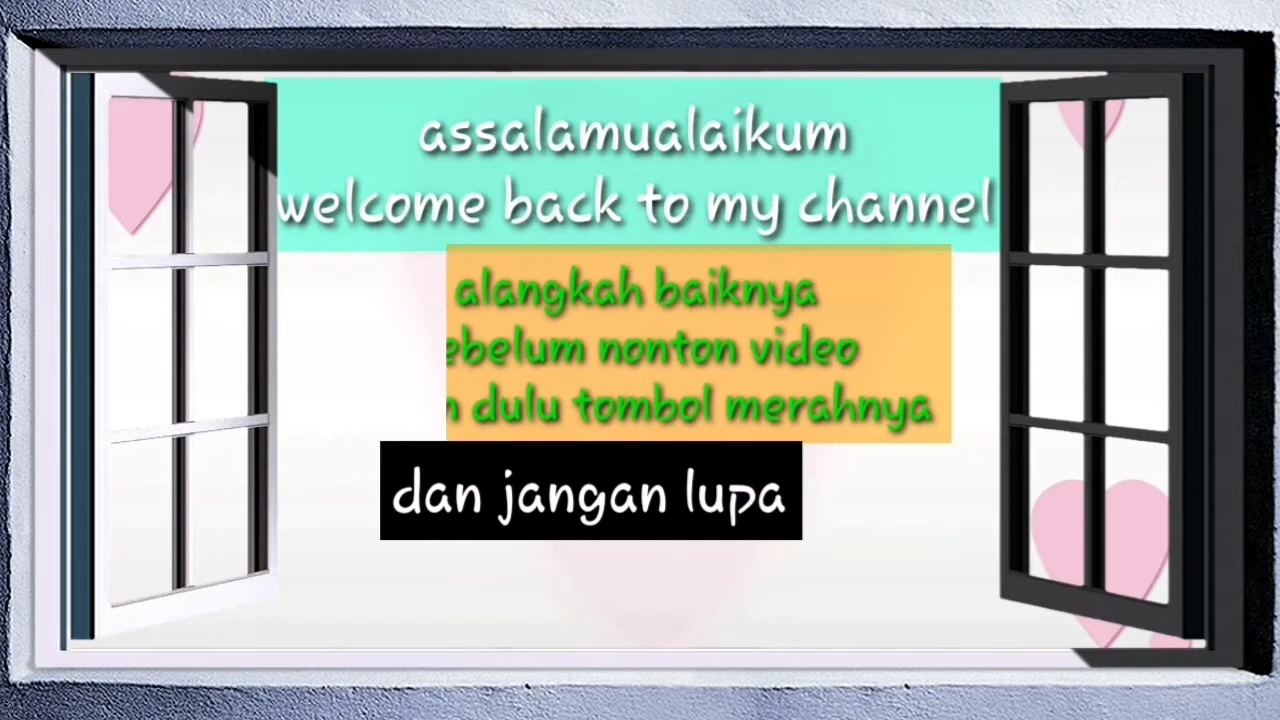 assalamualaikum
welcome back to my channel
alangkah baiknya
ebelum nonton video
dulu tombol merahnya
dan jangan lupa